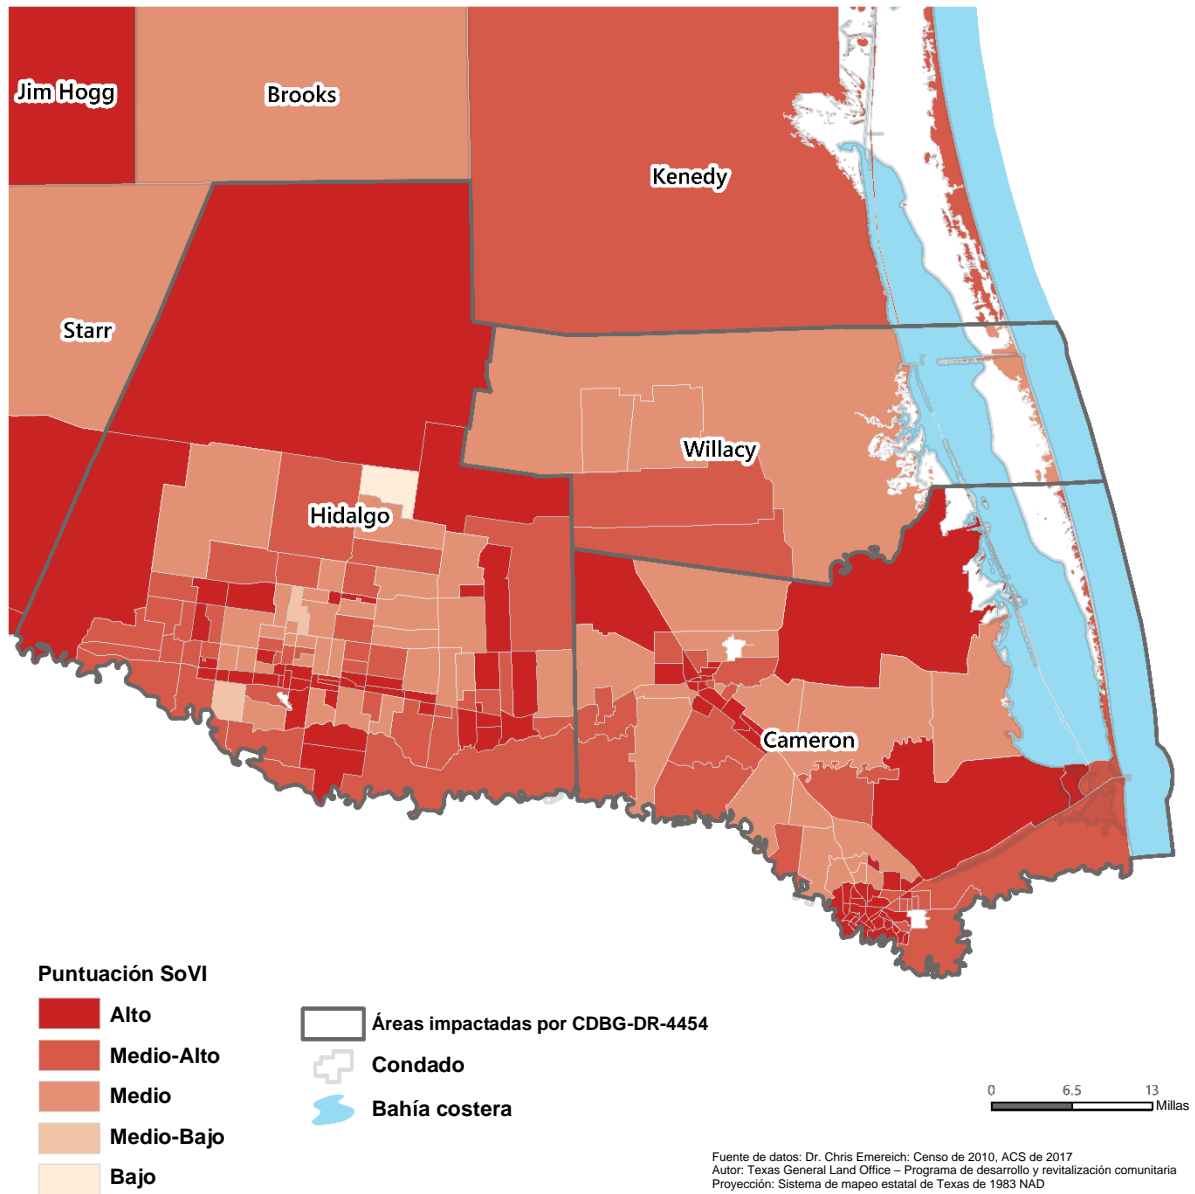 Jim Hogg
Brooks
Kenedy
Starr
Willacy
Hidalgo
Cameron
Puntuación SoVI
Alto
Medio-Alto
Medio
Medio-Bajo
Bajo
Áreas impactadas por CDBG-DR-4454
Condado
Bahía costera
0 6.5 13
Millas
Fuente de datos: Dr. Chris Emereich: Censo de 2010, ACS de 2017
Autor: Texas General Land Office – Programa de desarrollo y revitalización comunitaria
Proyección: Sistema de mapeo estatal de Texas de 1983 NAD